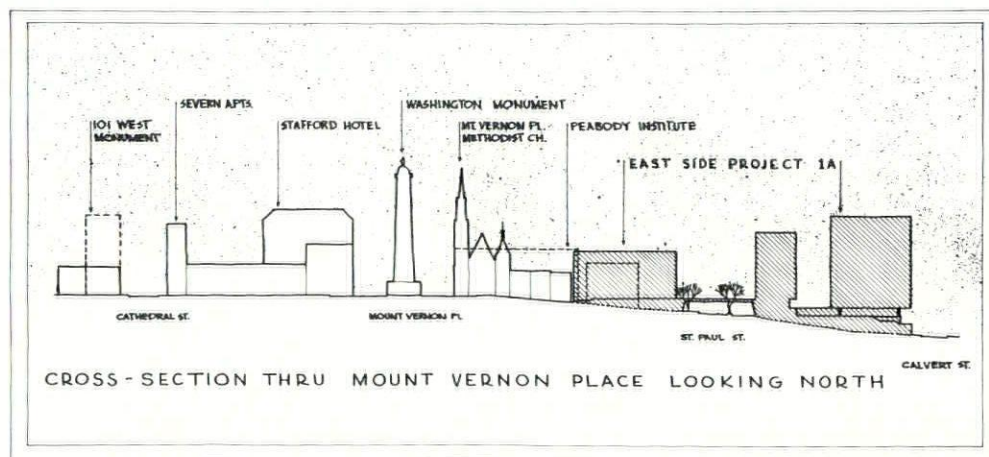 SEVERN APTS.
WASHINGTON MONUMENT
101 WEST
MONUMENT
STAFFORD HOTEL
MT. VERNON PL.
METHODIST CH.
PEABODY INSTITUTE
EAST SIDE PROJECT 1A
CATHEDRAL ST.
MOUNT VERNON PL.
ST. PAUL ST.
CALVERT ST.
CROSS-SECTION THRU MOUNT VERNON PLACE LOOKING NORTH